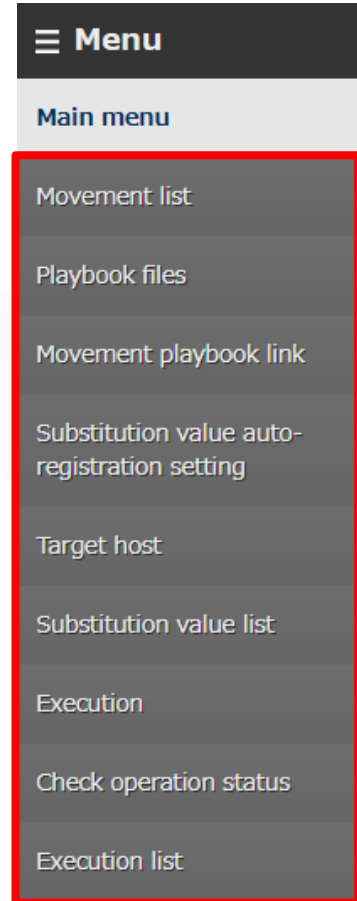 Menu
Main menu
Movement list
Playbook files
Movement playbook link
Substitution value auto-
registration setting
Target host
Substitution value list
Execution
Check operation status
Execution list